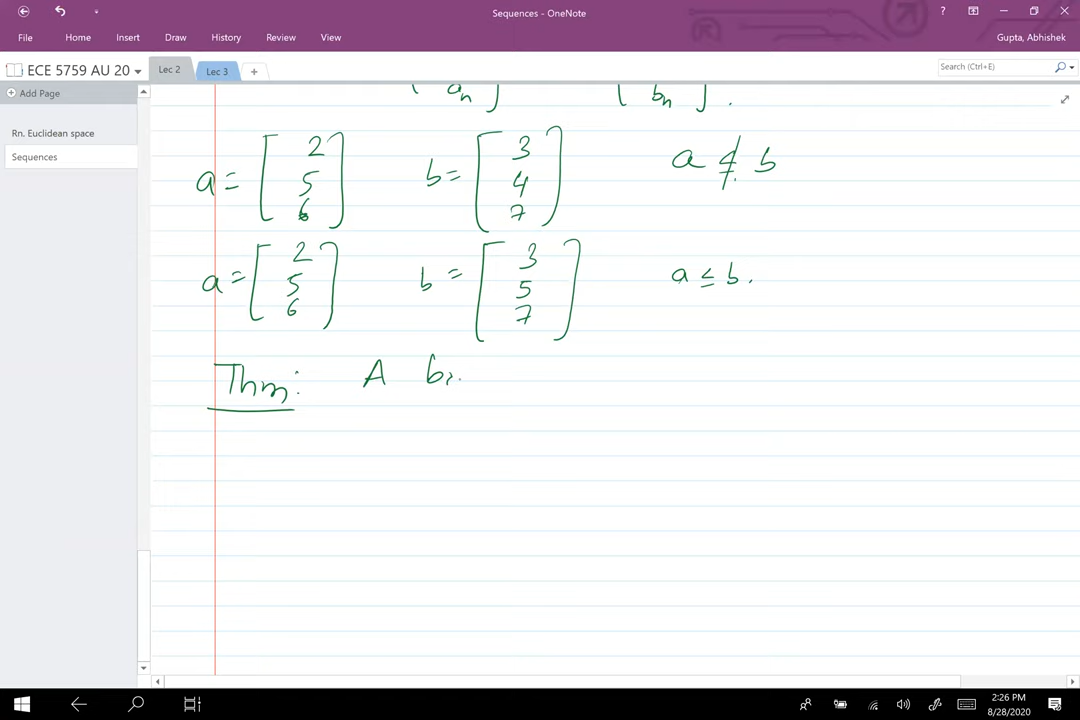 Sequences - OneNote
File Home Insert Draw History Review View Gupta, Abhishek
ECE 5759 AU 20 Lec 2 Lec 3 Search (Ctrl+E)
Add Page
Rn. Euclidean space
Sequences
[ aₙ ] [ bₙ ].
a = [ 2 5 6 ] b = [ 3 4 7 ] a ≰ b
a = [ 2 5 6 ] b = [ 3 5 7 ] a ≤ b.
Thm: A
2:26 PM
8/28/2020